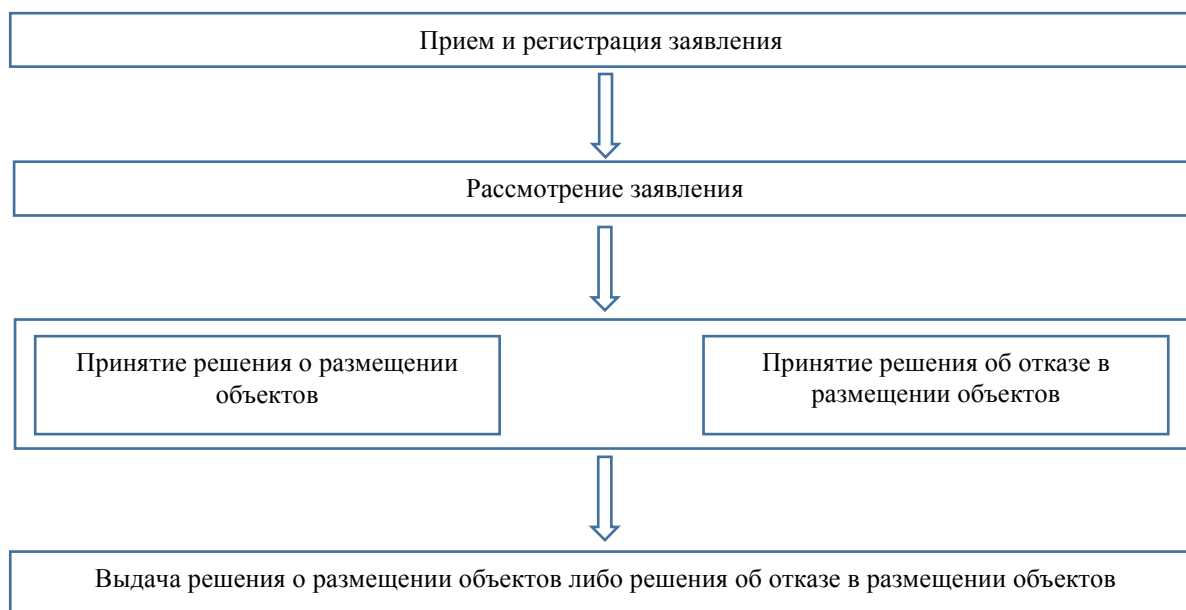 Прием и регистрация заявления
Рассмотрение заявления
Принятие решения о размещении
объектов
Принятие решения об отказе в
размещении объектов
Выдача решения о размещении объектов либо решения об отказе в размещении объектов